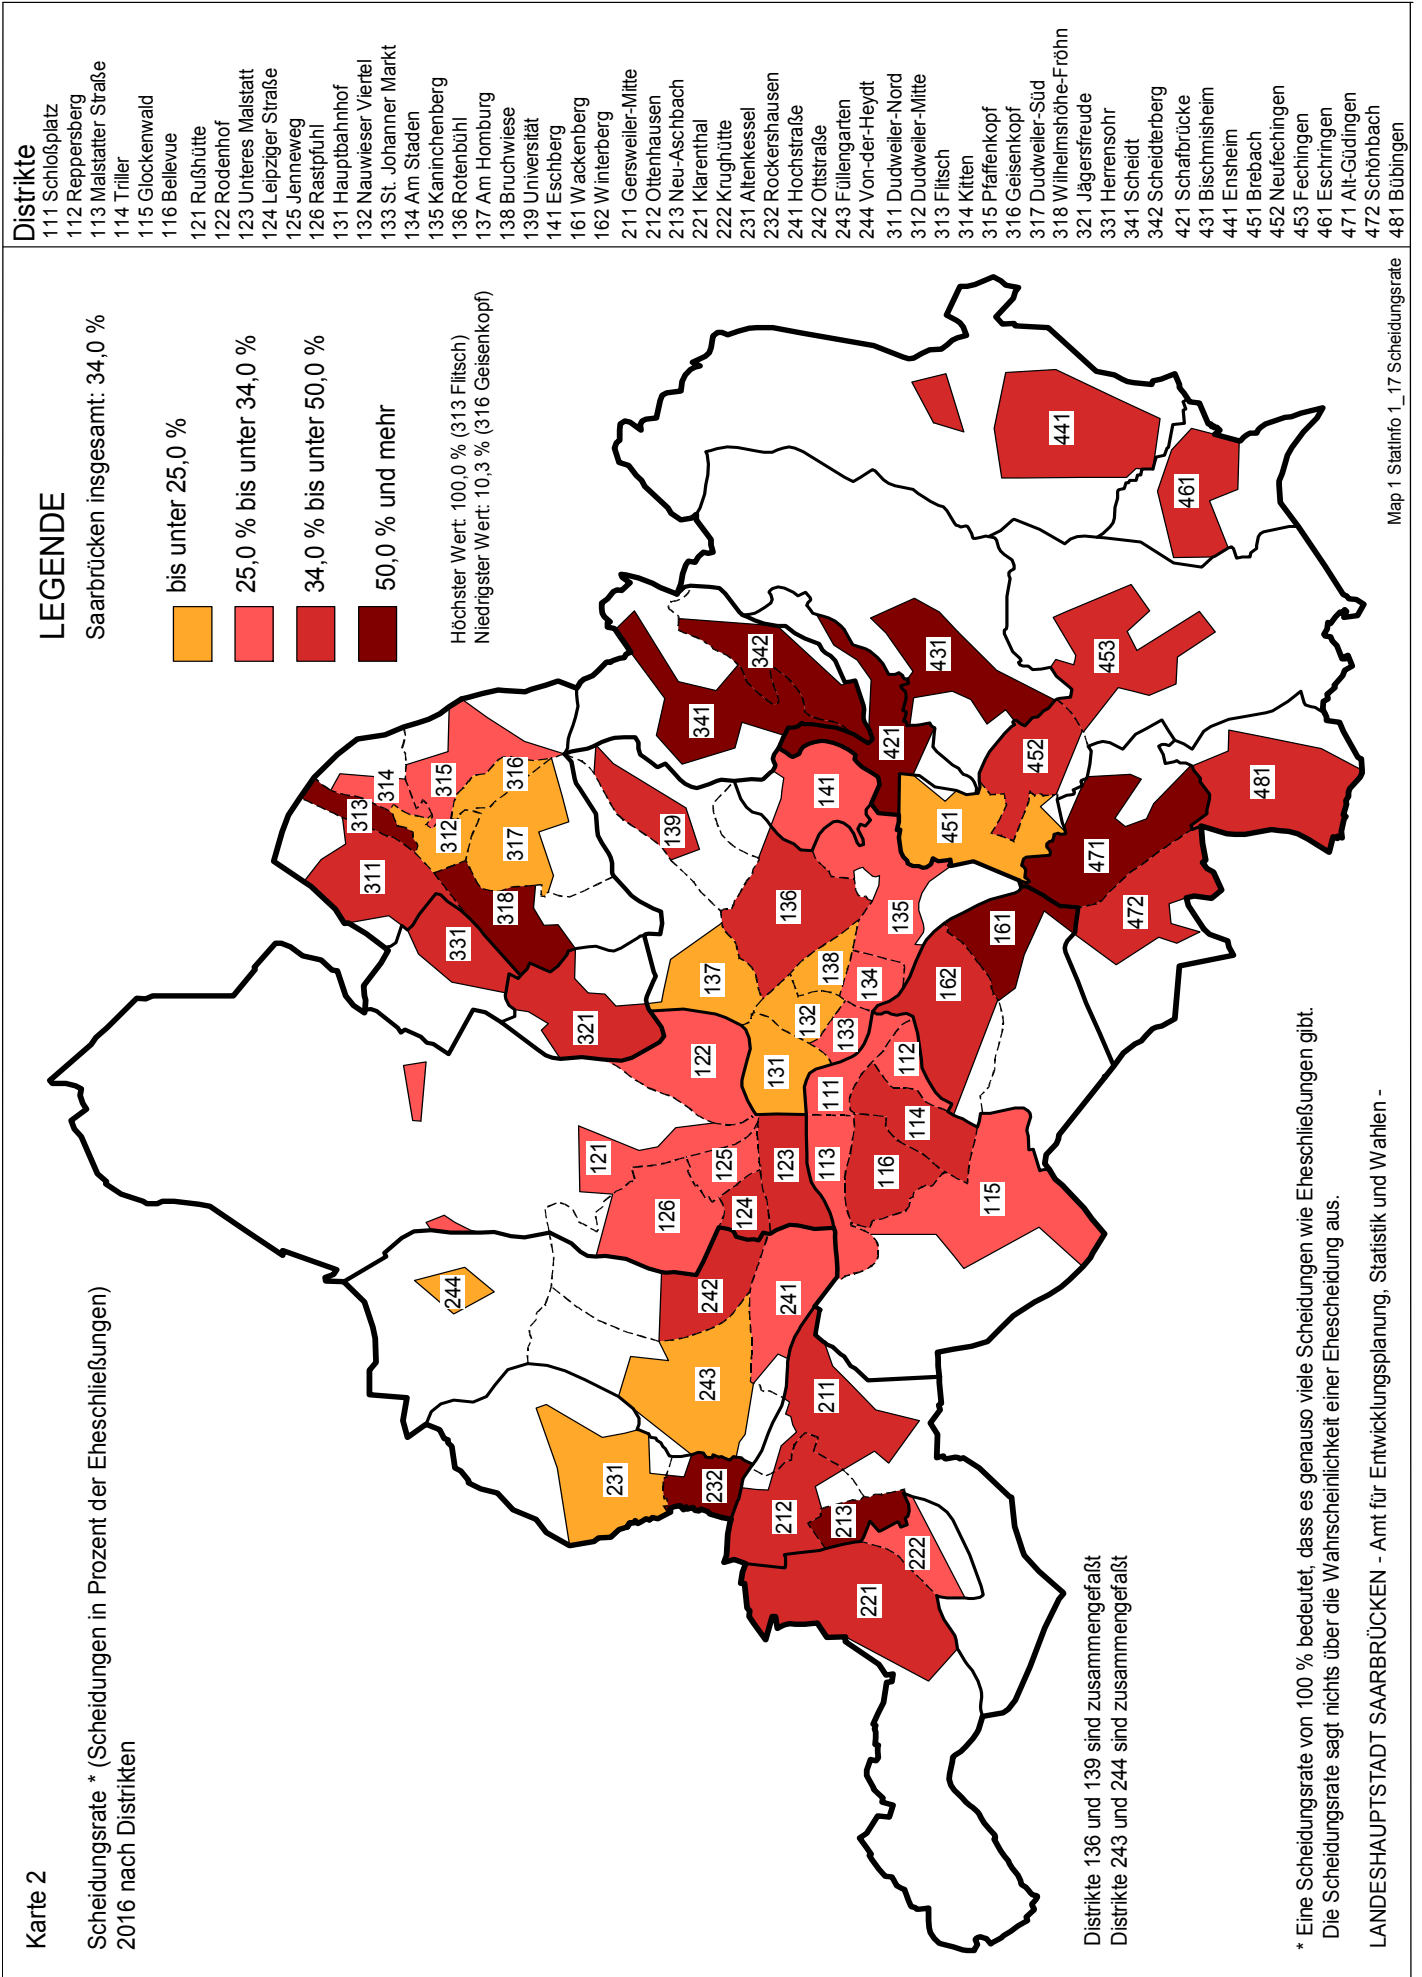 Karte 2
Scheidungsrate * (Scheidungen in Prozent der Eheschließungen)
2016 nach Distrikten
LEGENDE
Saarbrücken insgesamt: 34,0 %
bis unter 25,0 %
25,0 % bis unter 34,0 %
34,0 % bis unter 50,0 %
50,0 % und mehr
Höchster Wert: 100,0 % (313 Flitsch)
Niedrigster Wert: 10,3 % (316 Geisenkopf)
Distrikte
111 Schloßplatz
112 Reppersberg
113 Malstatter Straße
114 Triller
115 Glockenwald
116 Bellevue
121 Rußhütte
122 Rodenhof
123 Unteres Malstatt
124 Leipziger Straße
125 Jenneweg
126 Rastpfuhl
131 Hauptbahnhof
132 Nauwieser Viertel
133 St. Johanner Markt
134 Am Staden
135 Kaninchenberg
136 Rotenbühl
137 Am Homburg
138 Bruchwiese
139 Universität
141 Eschberg
161 Wackenberg
162 Winterberg
211 Gersweiler-Mitte
212 Ottenhausen
213 Neu-Aschbach
221 Klarenthal
222 Krughütte
231 Altenkessel
232 Rockershausen
241 Hochstraße
242 Ottstraße
243 Füllengarten
244 Von-der-Heydt
311 Dudweiler-Nord
312 Dudweiler-Mitte
313 Flitsch
314 Kitten
315 Pfaffenkopf
316 Geisenkopf
317 Dudweiler-Süd
318 Wilhelmshöhe-Fröhn
321 Jägersfreude
331 Herrensohr
341 Scheidt
342 Scheidterberg
421 Schafbrücke
431 Bischmisheim
441 Ensheim
451 Brebach
452 Neufechingen
453 Fechingen
461 Eschringen
471 Alt-Güdingen
472 Schönbach
481 Bübingen
313
314
311
315
316
312
317
318
331
341
342
139
321
137
136
141
421
431
441
461
122
138
132
135
451
452
453
131
134
133
121
126
125
123
124
113
111
112
114
116
115
162
161
471
472
481
244
242
241
243
231
232
211
212
213
222
221
Distrikte 136 und 139 sind zusammengefaßt
Distrikte 243 und 244 sind zusammengefaßt
* Eine Scheidungsrate von 100 % bedeutet, dass es genauso viele Scheidungen wie Eheschließungen gibt.
Die Scheidungsrate sagt nichts über die Wahrscheinlichkeit einer Ehescheidung aus.
LANDESHAUPTSTADT SAARBRÜCKEN - Amt für Entwicklungsplanung, Statistik und Wahlen -
Map 1 StatInfo 1_17 Scheidungsrate